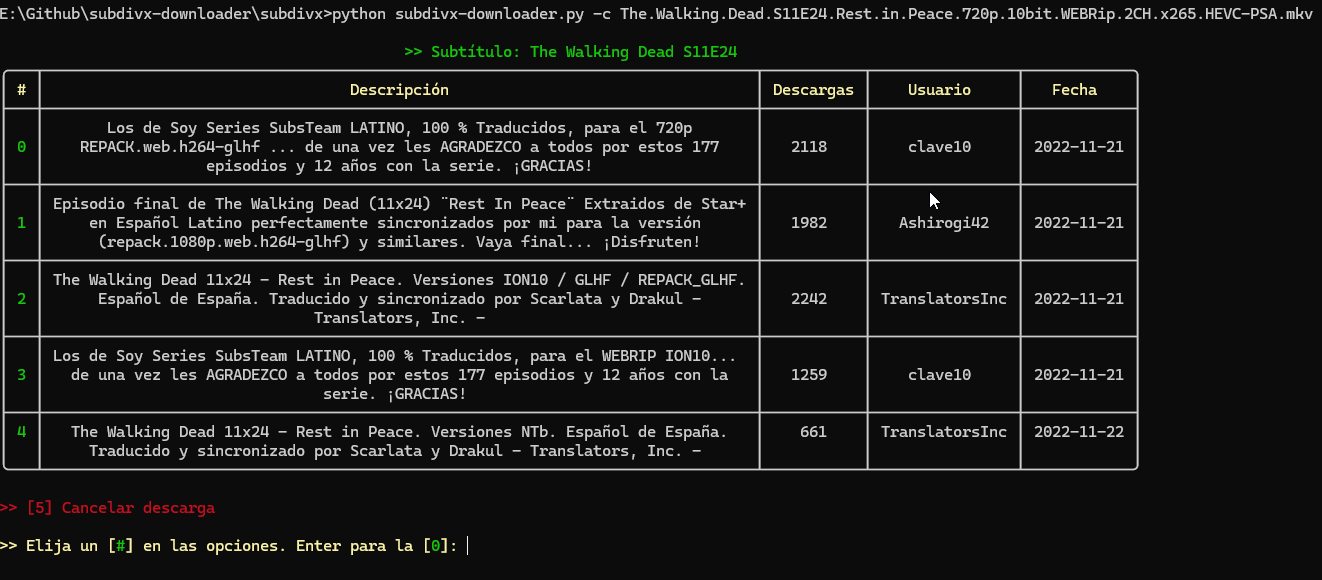 E:\Github\subdivx-downloader\subdivx>python subdivx-downloader.py -c The.Walking.Dead.S11E24.Rest.in.Peace.720p.10bit.WEBRip.2CH.x265.HEVC-PSA.mkv
>> Subtítulo: The Walking Dead S11E24
# Descripción Descargas Usuario Fecha
Los de Soy Series SubsTeam LATINO, 100 % Traducidos, para el 720p
0 REPACK.web.h264-glhf ... de una vez les AGRADEZCO a todos por estos 177 2118 clave10 2022-11-21
episodios y 12 años con la serie. ¡GRACIAS!
Episodio final de The Walking Dead (11x24) ¨Rest In Peace¨ Extraidos de Star+
1 en Español Latino perfectamente sincronizados por mi para la versión 1982 Ashirogi42 2022-11-21
(repack.1080p.web.h264-glhf) y similares. Vaya final... ¡Disfruten!
The Walking Dead 11x24 - Rest in Peace. Versiones ION10 / GLHF / REPACK_GLHF.
2 Español de España. Traducido y sincronizado por Scarlata y Drakul - 2242 TranslatorsInc 2022-11-21
Translators, Inc. -
Los de Soy Series SubsTeam LATINO, 100 % Traducidos, para el WEBRIP ION10...
3 de una vez les AGRADEZCO a todos por estos 177 episodios y 12 años con la 1259 clave10 2022-11-21
serie. ¡GRACIAS!
4 The Walking Dead 11x24 - Rest in Peace. Versiones NTb. Español de España. 661 TranslatorsInc 2022-11-22
Traducido y sincronizado por Scarlata y Drakul - Translators, Inc. -
>> [5] Cancelar descarga
>> Elija un [#] en las opciones. Enter para la [0]: